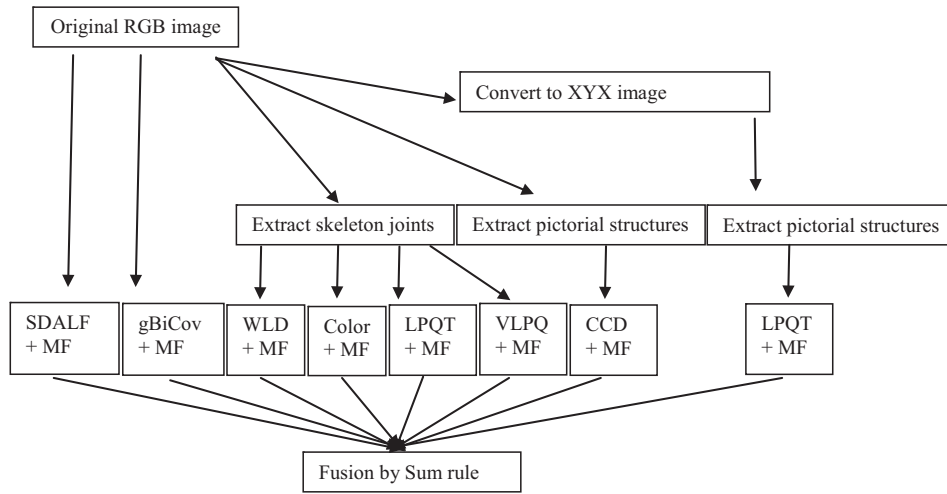 Original RGB image
Convert to XYX image
Extract skeleton joints
Extract pictorial structures
Extract pictorial structures
SDALF
+ MF
gBiCov
+ MF
WLD
+ MF
Color
+ MF
LPQT
+ MF
VLPQ
+ MF
CCD
+ MF
LPQT
+ MF
Fusion by Sum rule